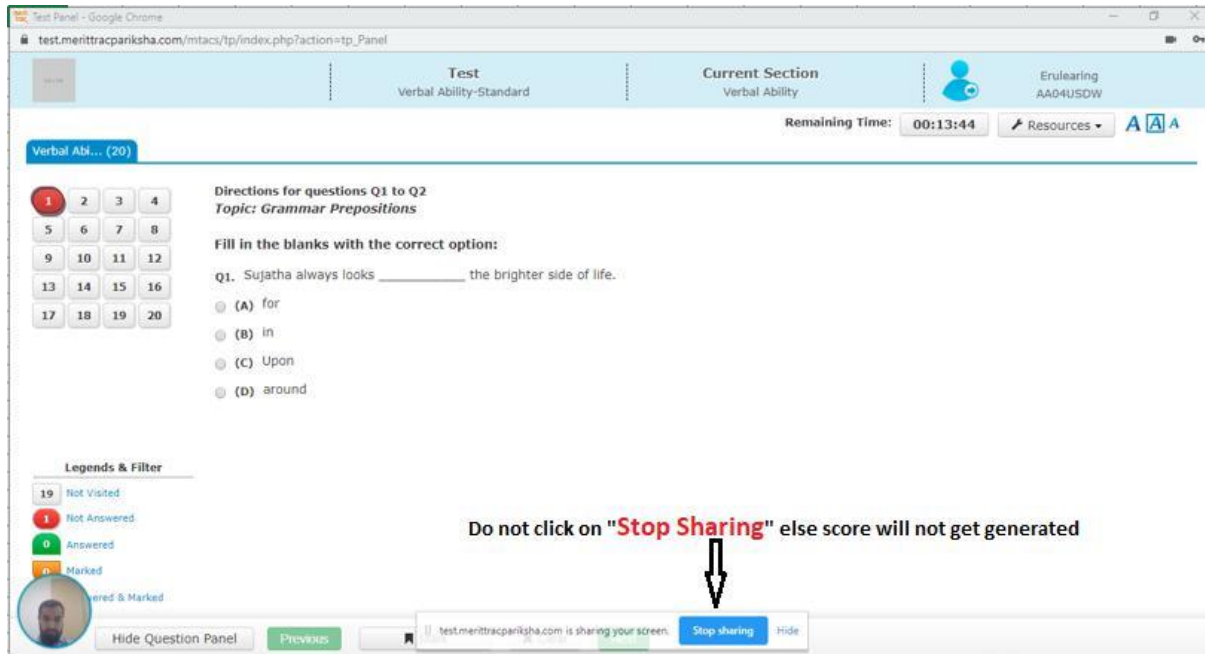 Test Panel - Google Chrome
test.merittracpariksha.com/mtacs/tp/index.php?action=tp_Panel
Test
Verbal Ability-Standard
Current Section
Verbal Ability
Erulearing
AA04USDW
Remaining Time: 00:13:44 Resources A A A
Verbal Abi... (20)
1 2 3 4
5 6 7 8
9 10 11 12
13 14 15 16
17 18 19 20
Directions for questions Q1 to Q2
Topic: Grammar Prepositions
Fill in the blanks with the correct option:
Q1. Sujatha always looks ____________ the brighter side of life.
(A) for
(B) in
(C) Upon
(D) around
Legends & Filter
19 Not Visited
1 Not Answered
0 Answered
0 Marked
ered & Marked
Do not click on "Stop Sharing" else score will not get generated
Hide Question Panel Previous
test.merittracpariksha.com is sharing your screen. Stop sharing Hide